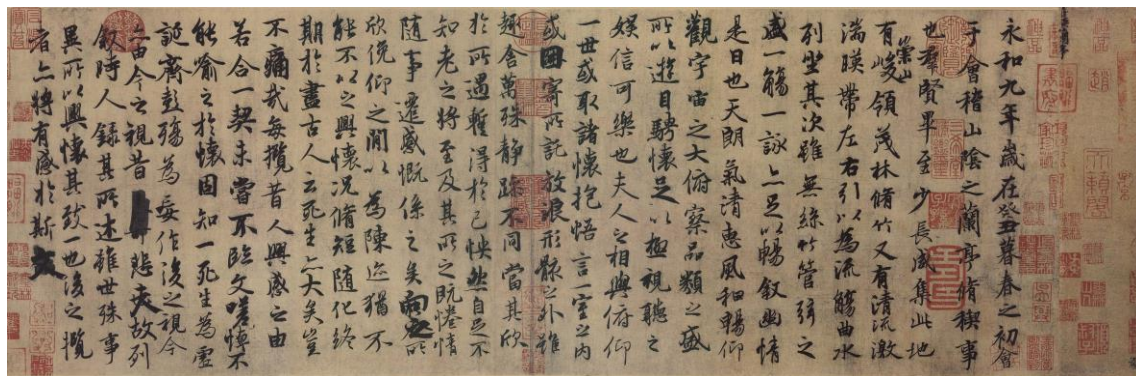 永和九年歲在癸丑暮春之初會
于會稽山陰之蘭亭脩稧事
也羣賢畢至少長咸集此地
有崇山峻領茂林脩竹又有清流激
湍暎帶左右引以為流觴曲水
列坐其次雖無絲竹管弦之
盛一觴一詠亦足以暢敘幽情
是日也天朗氣清惠風和暢仰
觀宇宙之大俯察品類之盛
所以遊目騁懷足以極視聽之
娛信可樂也夫人之相與俯仰
一世或取諸懷抱悟言一室之內
或因寄所託放浪形骸之外雖
趣舍萬殊靜躁不同當其欣
於所遇蹔得於己怏然自足不
知老之將至及其所之既惓情
隨事遷感慨係之矣向之所
欣俛仰之閒以為陳迹猶不
能不以之興懷況脩短隨化終
期於盡古人云死生亦大矣豈
不痛哉每攬昔人興感之由
若合一契未嘗不臨文嗟悼不
能喻之於懷固知一死生為虛
誕齊彭殤為妄作後之視今
亦由今之視昔悲夫故列
敘時人錄其所述雖世殊事
異所以興懷其致一也後之攬
者亦將有感於斯文